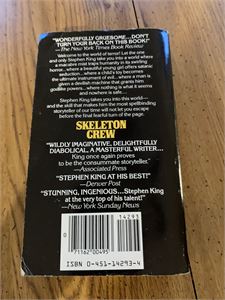 "WONDERFULLY GRUESOME...DON'T
TURN YOUR BACK ON THIS BOOK!"
—The New York Times Book Review
Welcome to the world of terror! Let the one
and only Stephen King take you into a world where
a macabre mist traps humanity in its swirling
horror...where a beautiful young girl offers satanic
seduction...where a child's toy becomes
the ultimate instrument of evil...where a man is
given a devilish machine that grants him
godlike powers...where nothing is what it seems
and nowhere is safe.
Stephen King takes you into this world—
and all the skill that makes him the mightiest storyteller
of our time will not let you escape
before the final fearful turn of the page.
SKELETON
CREW
"WILDLY IMAGINATIVE, DELIGHTFULLY
DIABOLICAL, A MASTERFUL WRITER...
King once again proves
to be the consummate storyteller."
—Associated Press
"STEPHEN KING AT HIS BEST!"
—Denver Post
"STUNNING, INGENIOUS...Stephen King
at the very top of his talent!"
—New York Sunday News
14293
71162 00495
ISBN 0-451-14293-4